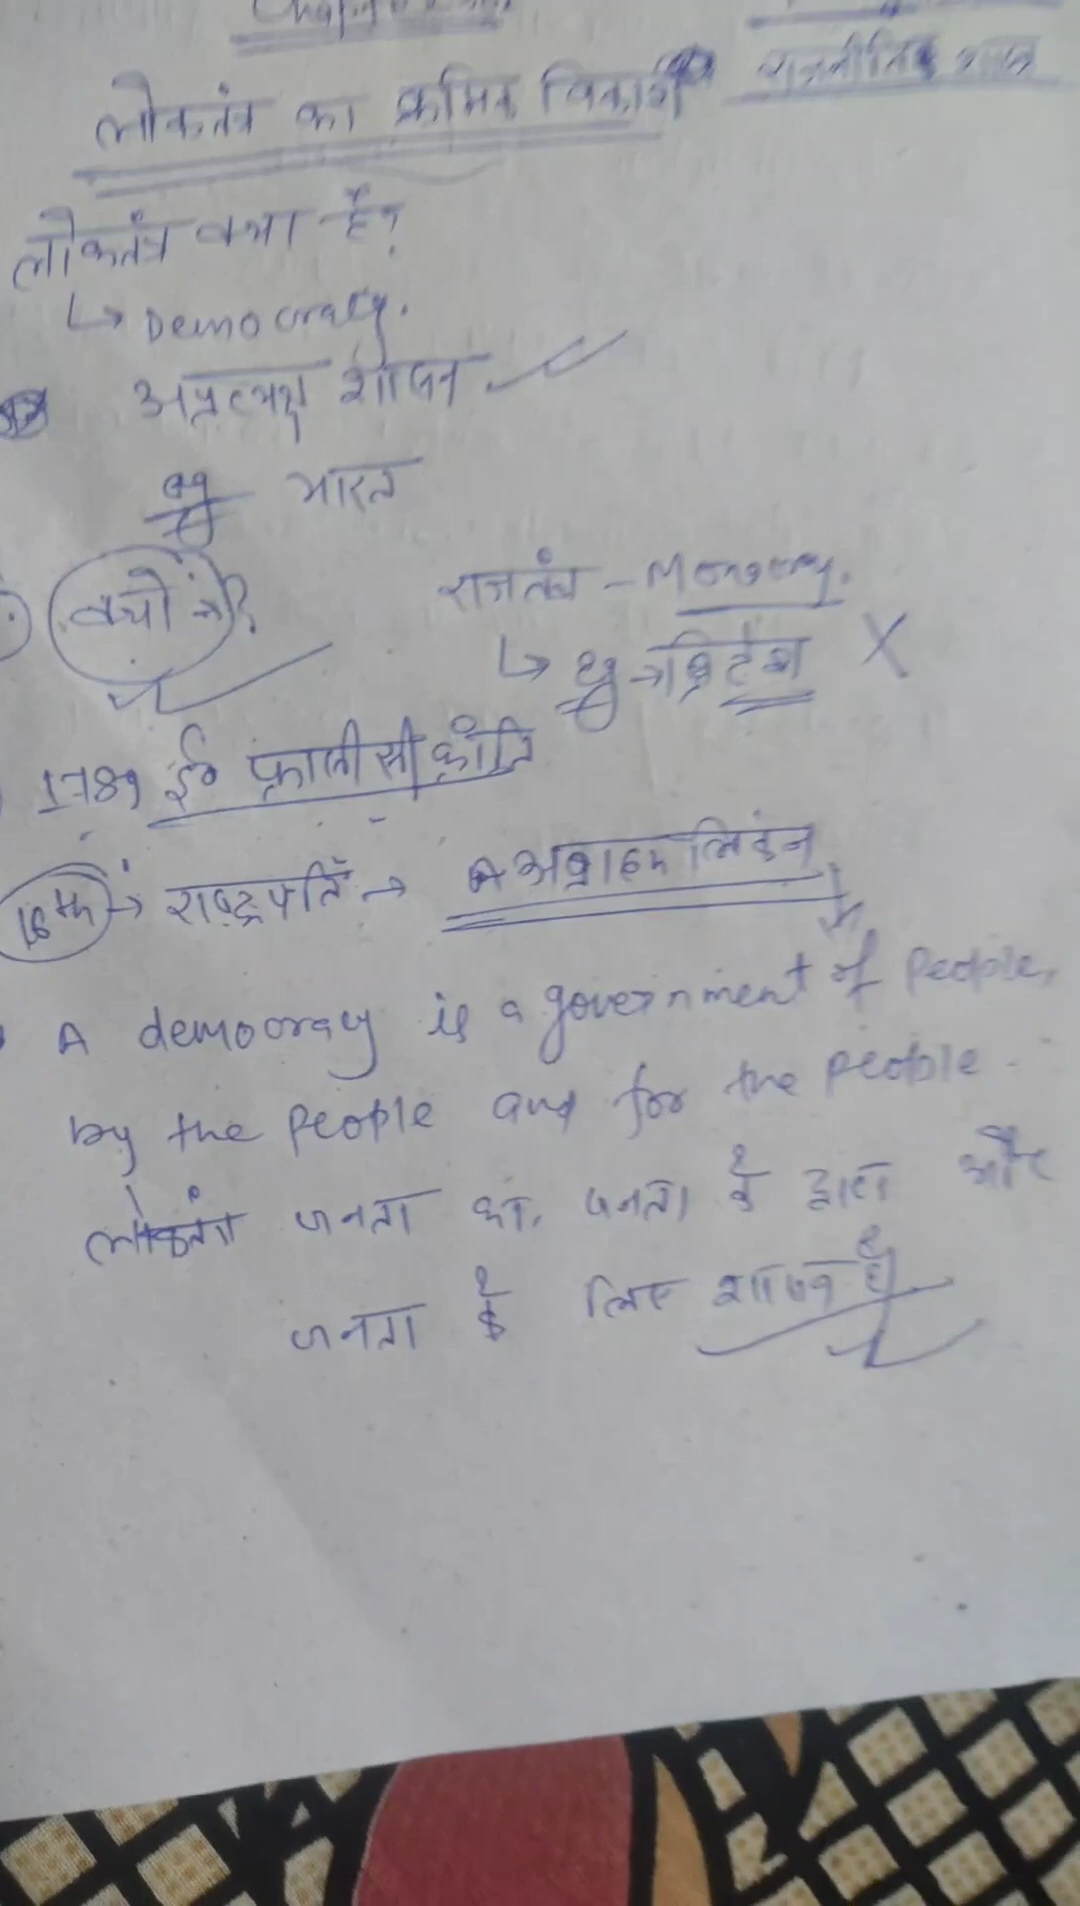 राजनीतिक शास्त्र
लोकतंत्र का क्रमिक विकास
लोकतंत्र क्या है?
↳ Democracy.
अप्रत्यक्ष शासन
भारत
क्यों
राजतंत्र -
↳ → ब्रिटेश X
1789 ई० फ्रांलीसी क्रांति
16th → राष्ट्रपति → अब्राहम लिंकन
A democracy is a government of people,
by the people and for the people.
लोकतंत्र जनता का, जनता के द्वारा और
जनता के लिए शासन है